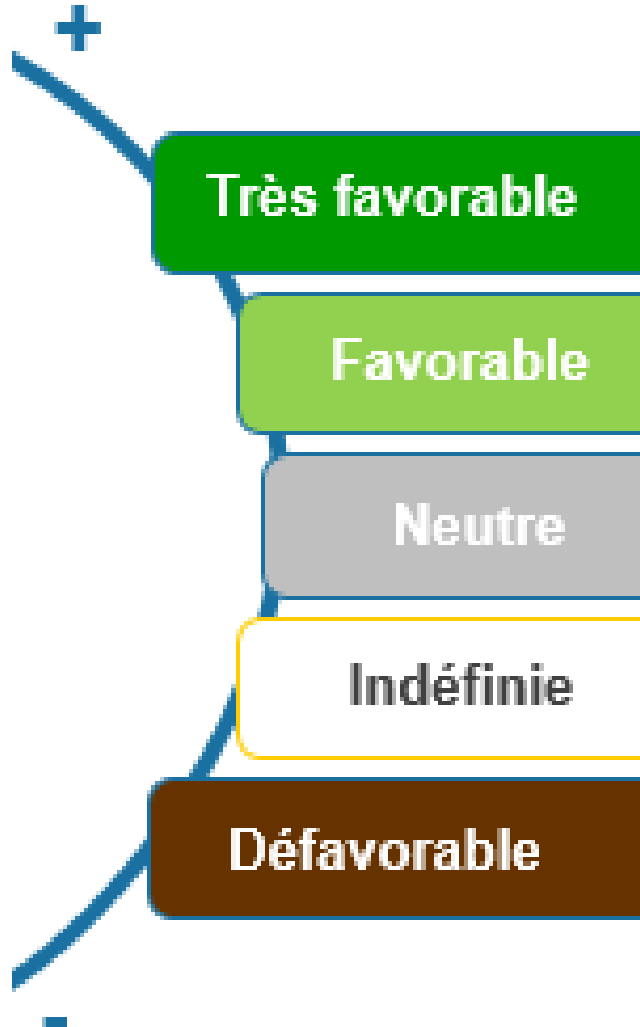 +
Très favorable
Favorable
Neutre
Indéfinie
Défavorable
-